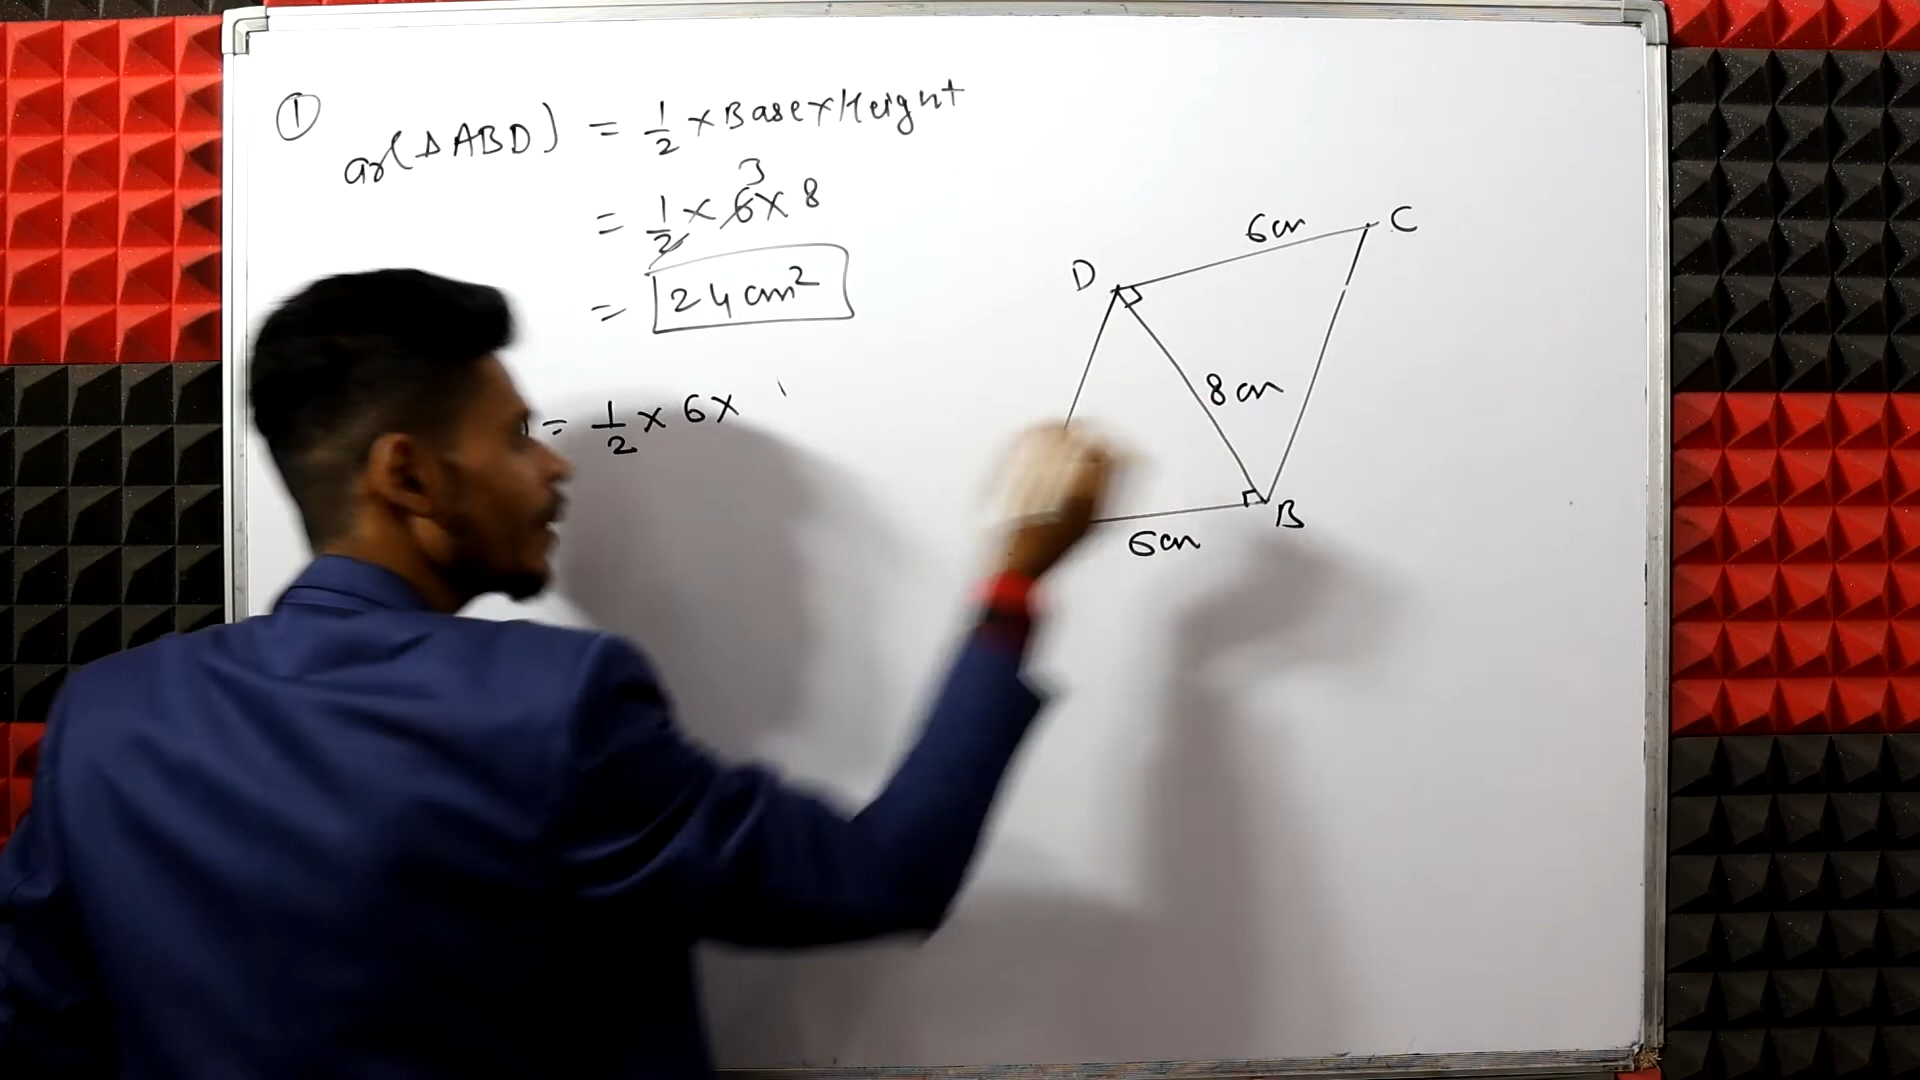 ①
ar(ΔABD) = 1/2 × Base × Height
= 1/2 × 6 × 8
3
= 24 cm²
= 1/2 × 6 ×
6cm C
D
8 cm
B
6cm